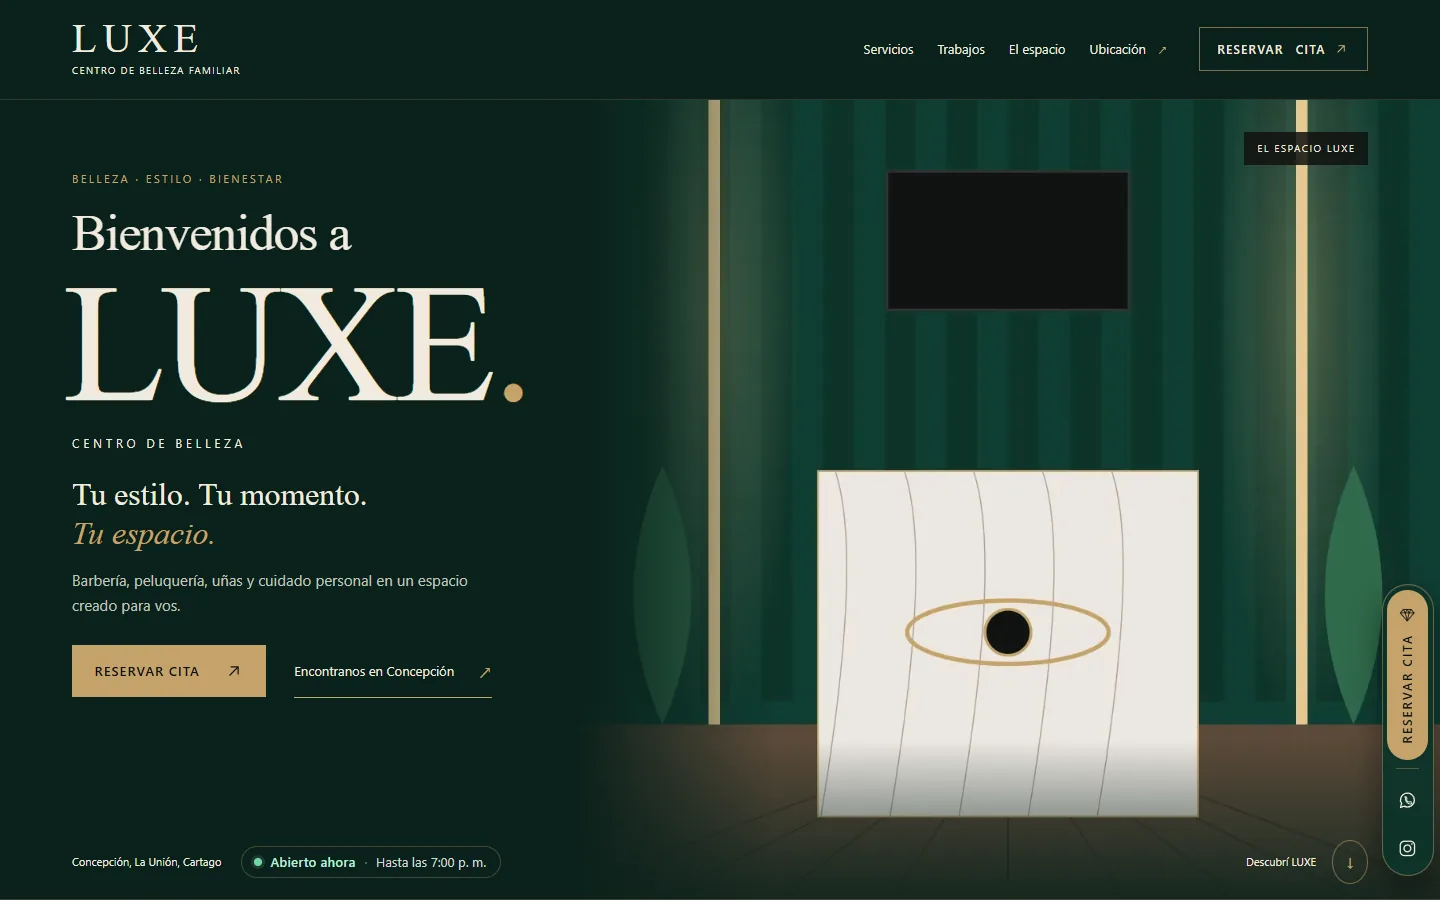 LUXE
CENTRO DE BELLEZA FAMILIAR
Servicios
Trabajos
El espacio
Ubicación ↗
RESERVAR CITA ↗
EL ESPACIO LUXE
BELLEZA · ESTILO · BIENESTAR
Bienvenidos a
LUXE.
CENTRO DE BELLEZA
Tu estilo. Tu momento.
Tu espacio.
Barbería, peluquería, uñas y cuidado personal en un espacio
creado para vos.
RESERVAR CITA ↗
Encontranos en Concepción ↗
RESERVAR CITA
Concepción, La Unión, Cartago
Abierto ahora · Hasta las 7:00 p. m.
Descubrí LUXE ↓